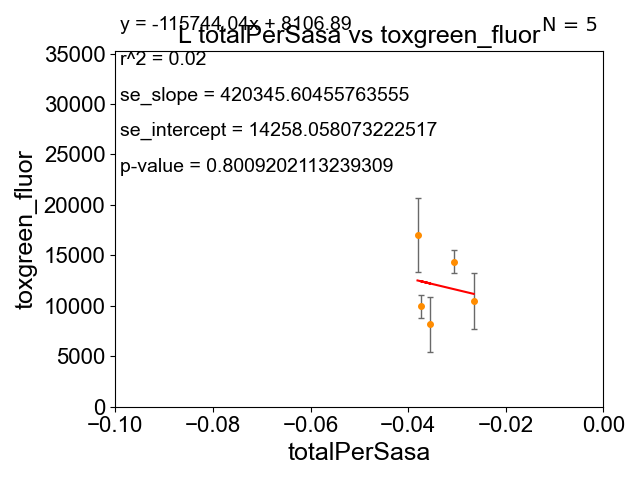 y = -115744.04x + 8106.89
N = 5
L totalPerSasa vs toxgreen_fluor
r^2 = 0.02
se_slope = 420345.60455763555
se_intercept = 14258.058073222517
p-value = 0.8009202113239309
35000
30000
25000
20000
15000
10000
5000
0
toxgreen_fluor
−0.10 −0.08 −0.06 −0.04 −0.02 0.00
totalPerSasa